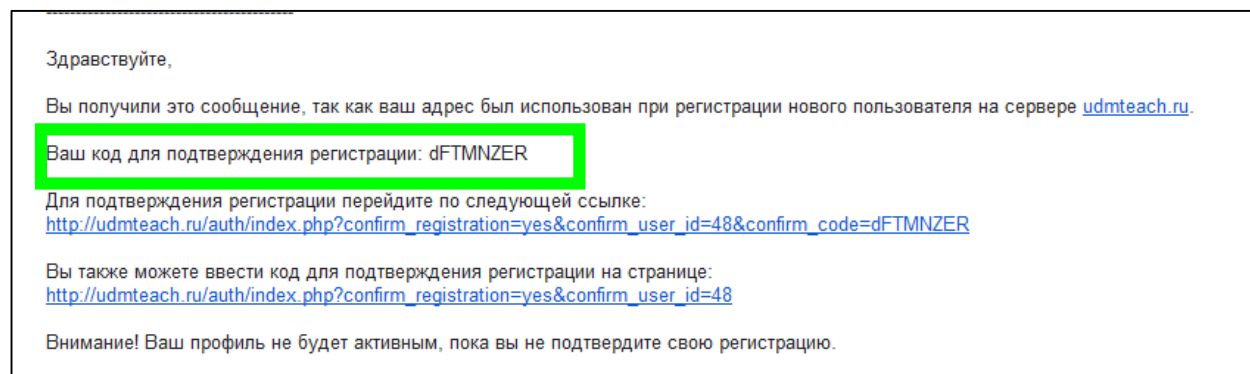 Здравствуйте,
Вы получили это сообщение, так как ваш адрес был использован при регистрации нового пользователя на сервере udmteach.ru.
Ваш код для подтверждения регистрации: dFTMNZER
Для подтверждения регистрации перейдите по следующей ссылке:
http://udmteach.ru/auth/index.php?confirm_registration=yes&confirm_user_id=48&confirm_code=dFTMNZER
Вы также можете ввести код для подтверждения регистрации на странице:
http://udmteach.ru/auth/index.php?confirm_registration=yes&confirm_user_id=48
Внимание! Ваш профиль не будет активным, пока вы не подтвердите свою регистрацию.